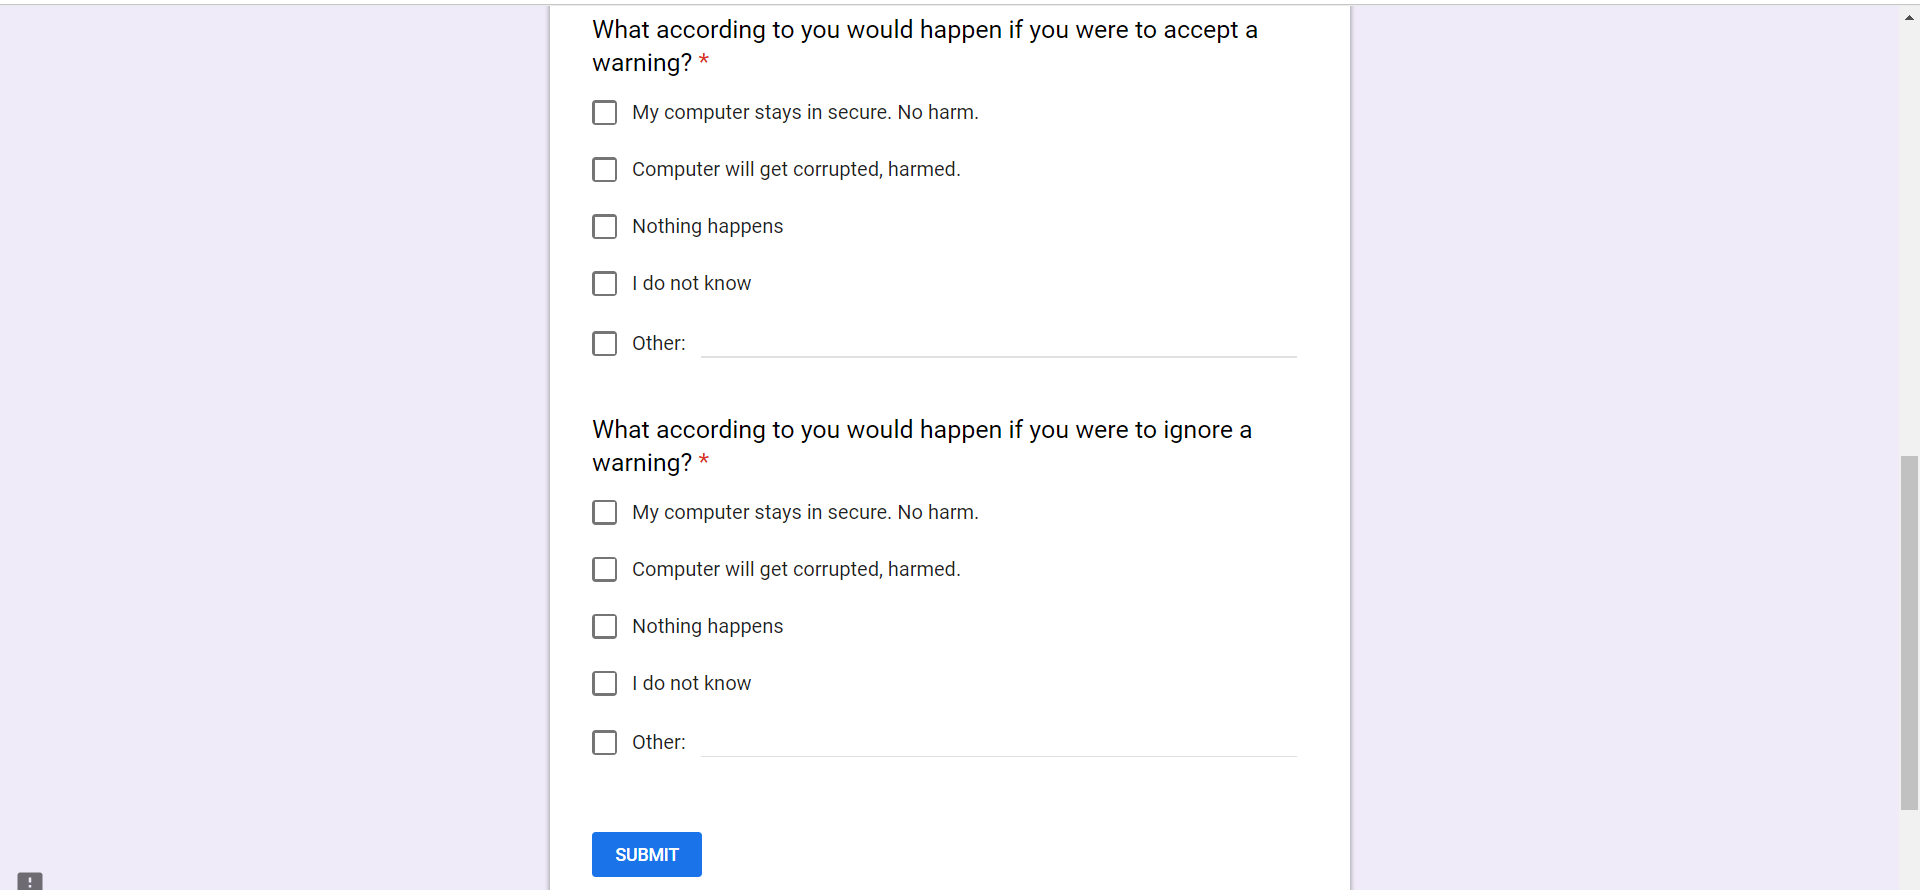 What according to you would happen if you were to accept a
warning? *
My computer stays in secure. No harm.
Computer will get corrupted, harmed.
Nothing happens
I do not know
Other:
What according to you would happen if you were to ignore a
warning? *
My computer stays in secure. No harm.
Computer will get corrupted, harmed.
Nothing happens
I do not know
Other:
SUBMIT